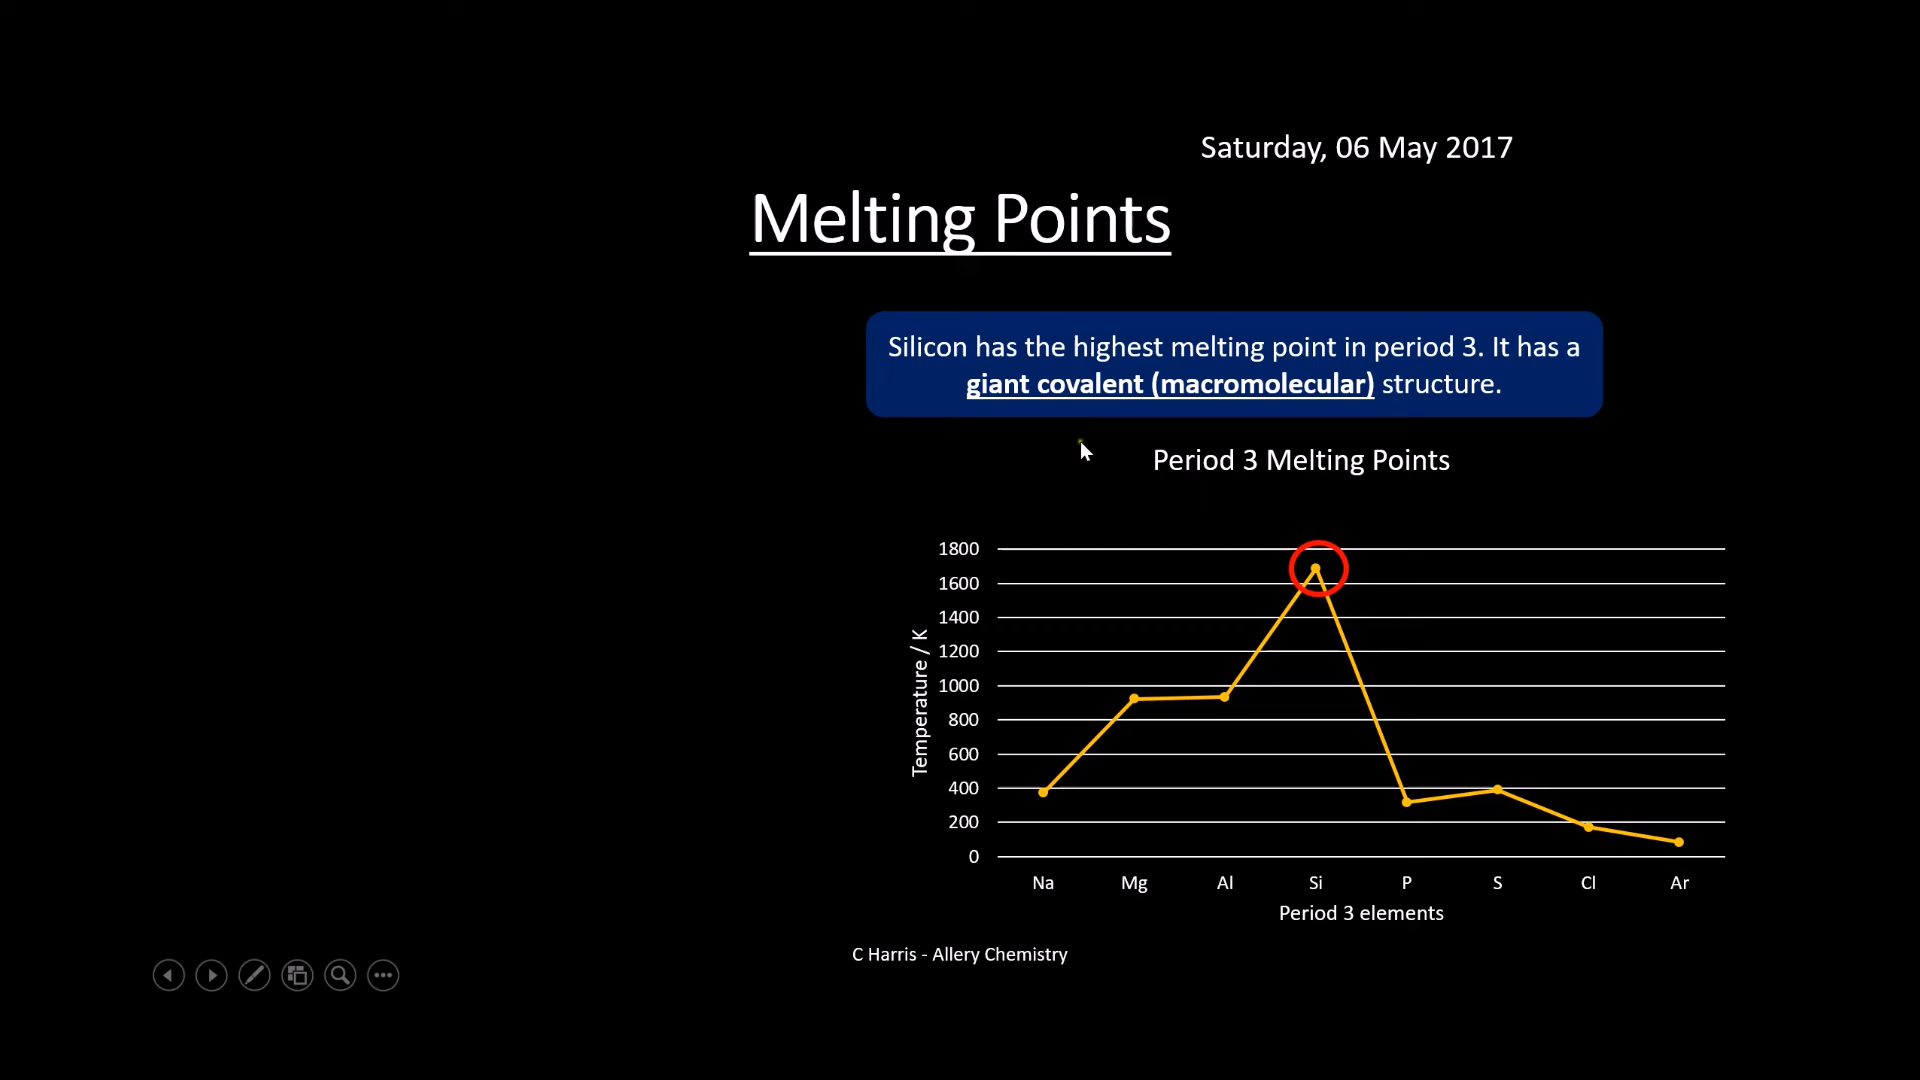 Saturday, 06 May 2017
Melting Points
Silicon has the highest melting point in period 3. It has a
giant covalent (macromolecular) structure.
Period 3 Melting Points
1800
1600
1400
1200
1000
800
600
400
200
0
Temperature / K
Na Mg Al Si P S Cl Ar
Period 3 elements
C Harris - Allery Chemistry